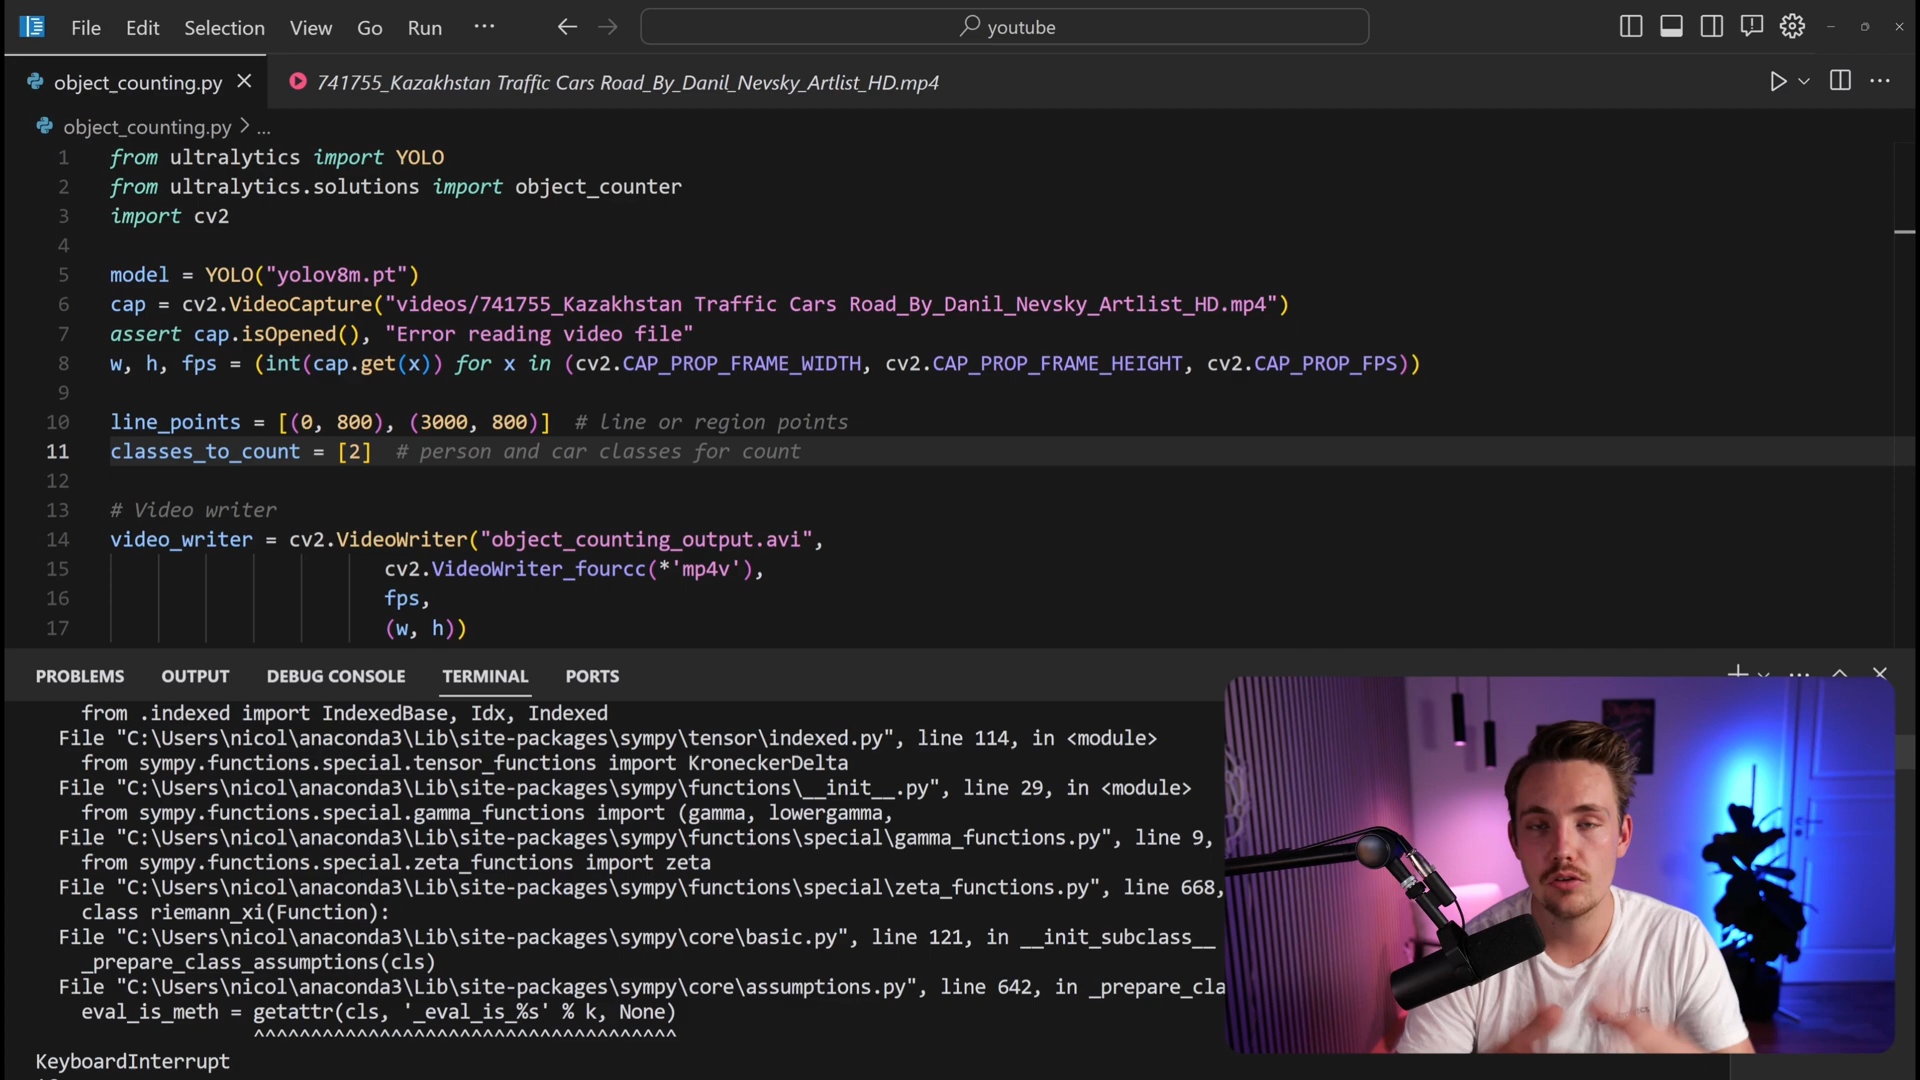 File Edit Selection View Go Run ··· youtube
object_counting.py 741755_Kazakhstan Traffic Cars Road_By_Danil_Nevsky_Artlist_HD.mp4
object_counting.py > ...
1 from ultralytics import YOLO
2 from ultralytics.solutions import object_counter
3 import cv2
4
5 model = YOLO("yolov8m.pt")
6 cap = cv2.VideoCapture("videos/741755_Kazakhstan Traffic Cars Road_By_Danil_Nevsky_Artlist_HD.mp4")
7 assert cap.isOpened(), "Error reading video file"
8 w, h, fps = (int(cap.get(x)) for x in (cv2.CAP_PROP_FRAME_WIDTH, cv2.CAP_PROP_FRAME_HEIGHT, cv2.CAP_PROP_FPS))
9
10 line_points = [(0, 800), (3000, 800)] # line or region points
11 classes_to_count = [2] # person and car classes for count
12
13 # Video writer
14 video_writer = cv2.VideoWriter("object_counting_output.avi",
15 cv2.VideoWriter_fourcc(*'mp4v'),
16 fps,
17 (w, h))
PROBLEMS OUTPUT DEBUG CONSOLE TERMINAL PORTS
from .indexed import IndexedBase, Idx, Indexed
File "C:\Users\nicol\anaconda3\Lib\site-packages\sympy\tensor\indexed.py", line 114, in <module>
from sympy.functions.special.tensor_functions import KroneckerDelta
File "C:\Users\nicol\anaconda3\Lib\site-packages\sympy\functions\__init__.py", line 29, in <module>
from sympy.functions.special.gamma_functions import (gamma, lowergamma,
File "C:\Users\nicol\anaconda3\Lib\site-packages\sympy\functions\special\gamma_functions.py", line 9,
from sympy.functions.special.zeta_functions import zeta
File "C:\Users\nicol\anaconda3\Lib\site-packages\sympy\functions\special\zeta_functions.py", line 668,
class riemann_xi(Function):
File "C:\Users\nicol\anaconda3\Lib\site-packages\sympy\core\basic.py", line 121, in __init_subclass__
_prepare_class_assumptions(cls)
File "C:\Users\nicol\anaconda3\Lib\site-packages\sympy\core\assumptions.py", line 642, in _prepare_cla
eval_is_meth = getattr(cls, '_eval_is_%s' % k, None)
^^^^^^^^^^^^^^^^^^^^^^^^^^^^^^^^^^^^^
KeyboardInterrupt